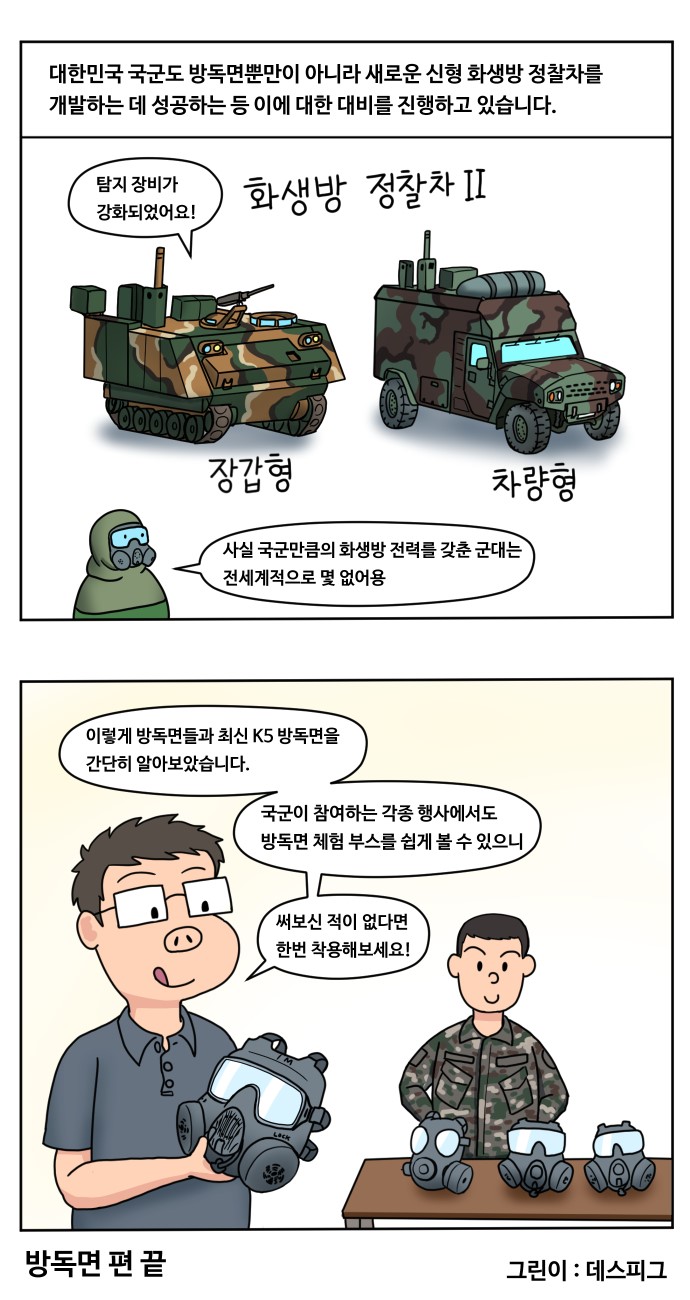 대한민국 국군도 방독면뿐만이 아니라 새로운 신형 화생방 정찰차를
개발하는 데 성공하는 등 이에 대한 대비를 진행하고 있습니다.
탐지 장비가
강화되었어요!
화생방 정찰차 II
장갑형
차량형
사실 국군만큼의 화생방 전력을 갖춘 군대는
전세계적으로 몇 없어용
이렇게 방독면들과 최신 K5 방독면을
간단히 알아보았습니다.
국군이 참여하는 각종 행사에서도
방독면 체험 부스를 쉽게 볼 수 있으니
써보신 적이 없다면
한번 착용해보세요!
M
LOCK
방독면 편 끝
그린이 : 데스피그